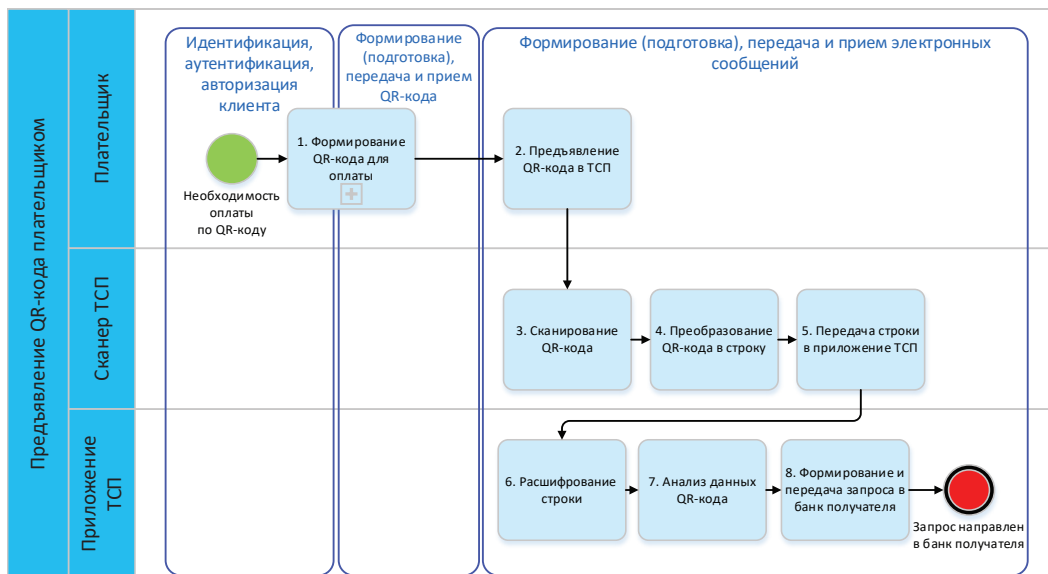 Предъявление QR-кода плательщиком
Плательщик
Сканер ТСП
Приложение
ТСП
Идентификация,
аутентификация,
авторизация
клиента
Формирование
(подготовка),
передача и прием
QR-кода
Формирование (подготовка), передача и прием электронных
сообщений
Необходимость
оплаты
по QR-коду
1. Формирование
QR-кода для
оплаты
2. Предъявление
QR-кода в ТСП
3. Сканирование
QR-кода
4. Преобразование
QR-кода в строку
5. Передача строки
в приложение ТСП
6. Расшифрование
строки
7. Анализ данных
QR-кода
8. Формирование и
передача запроса в
банк получателя
Запрос направлен
в банк получателя